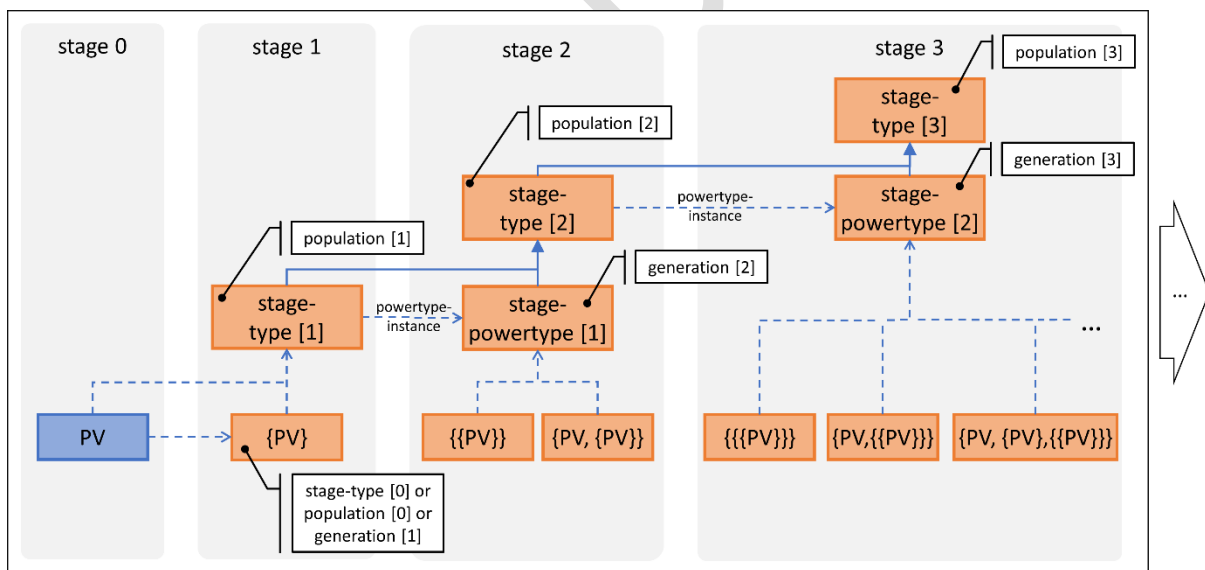 stage 0
stage 1
stage 2
stage 3
population [3]
stage-
type [3]
population [2]
generation [3]
stage-
type [2]
powertype-
instance
stage-
powertype [2]
population [1]
generation [2]
stage-
type [1]
powertype-
instance
stage-
powertype [1]
...
...
PV
{PV}
{{PV}}
{PV, {PV}}
{{{PV}}}
{PV,{{PV}}}
{PV, {PV},{{PV}}}
stage-type [0] or
population [0] or
generation [1]